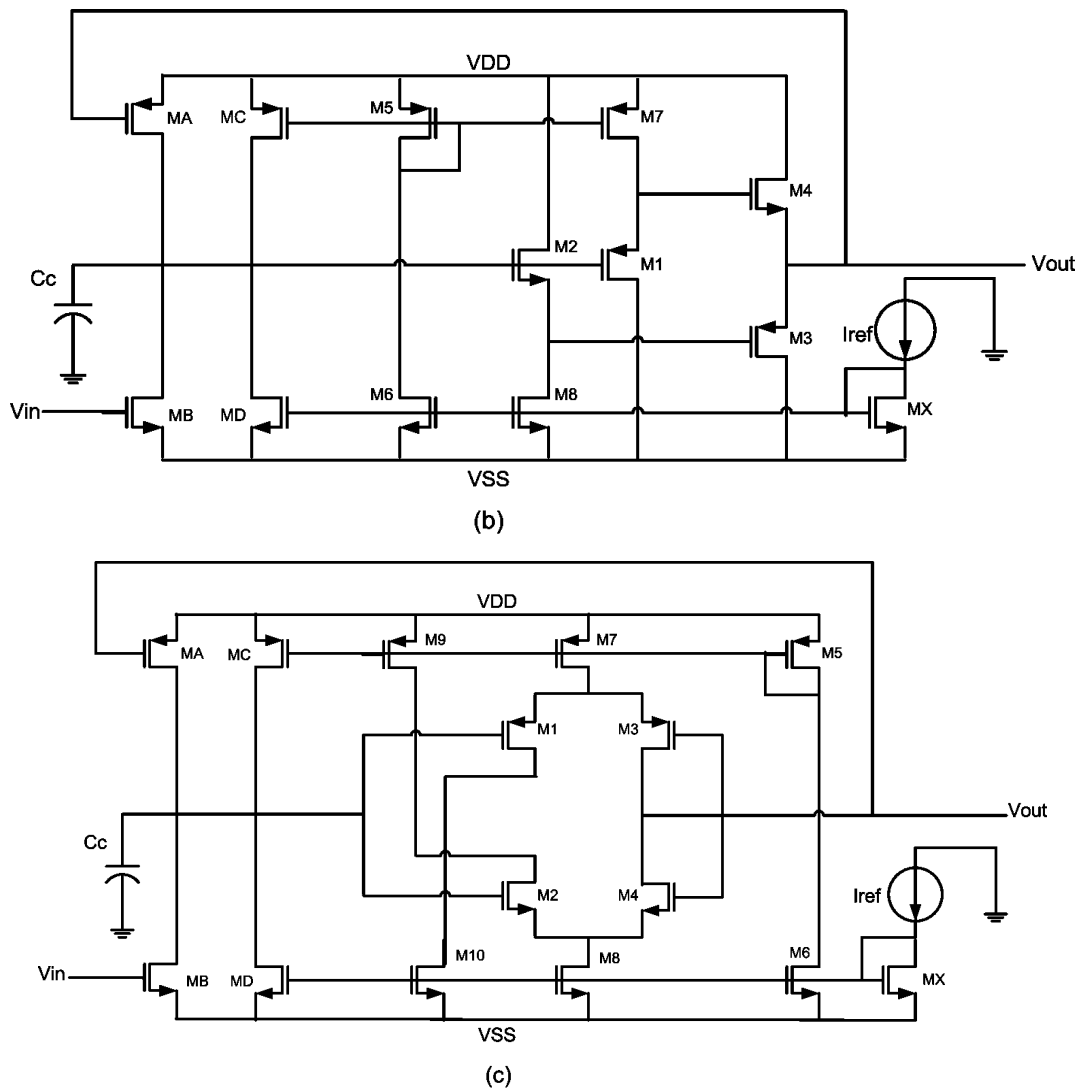 VDD
MA
MC
M5
M7
M4
M2
M1
Cc
Vout
M3
Iref
Vin
MB
MD
M6
M8
MX
VSS
(b)
VDD
MA
MC
M9
M7
M5
M1
M3
Cc
Vout
M2
M4
Iref
Vin
MB
MD
M10
M8
M6
MX
VSS
(c)